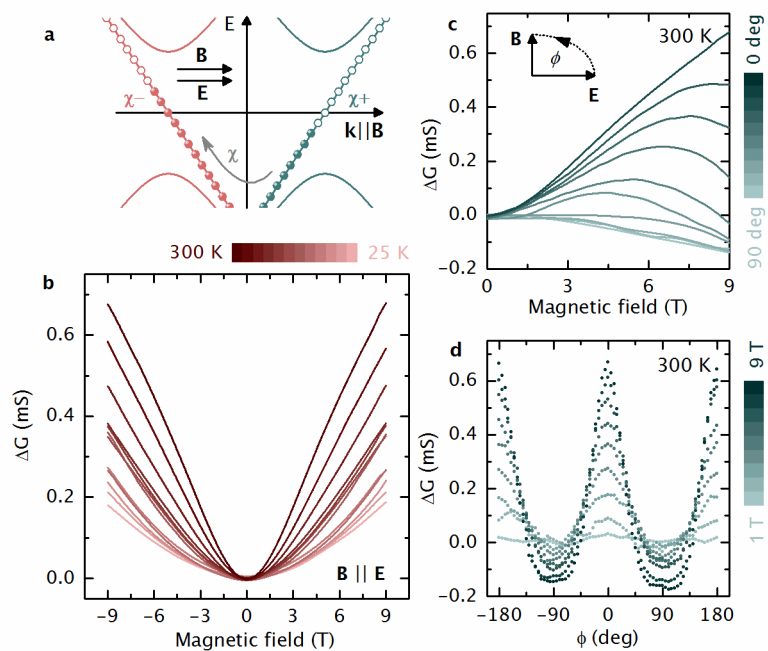 a
E
B
E
χ−
χ+
k||B
χ
300 K
25 K
b
ΔG (mS)
0.6
0.4
0.2
0.0
B || E
−9
−6
−3
0
3
6
9
Magnetic field (T)
c
300 K
B
ϕ
E
ΔG (mS)
0.6
0.4
0.2
0.0
−0.2
0
3
6
9
Magnetic field (T)
0 deg
90 deg
d
300 K
ΔG (mS)
0.6
0.4
0.2
0.0
−0.2
−180
−90
0
90
180
ϕ (deg)
9 T
1 T